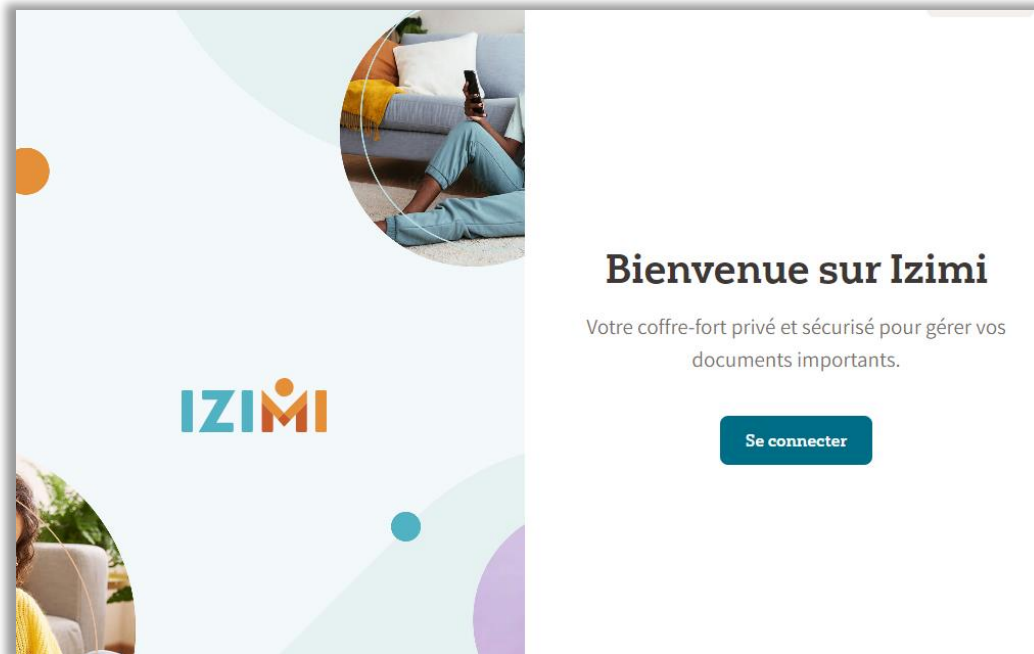 IZIMI
Bienvenue sur Izimi
Votre coffre-fort privé et sécurisé pour gérer vos
documents importants.
Se connecter